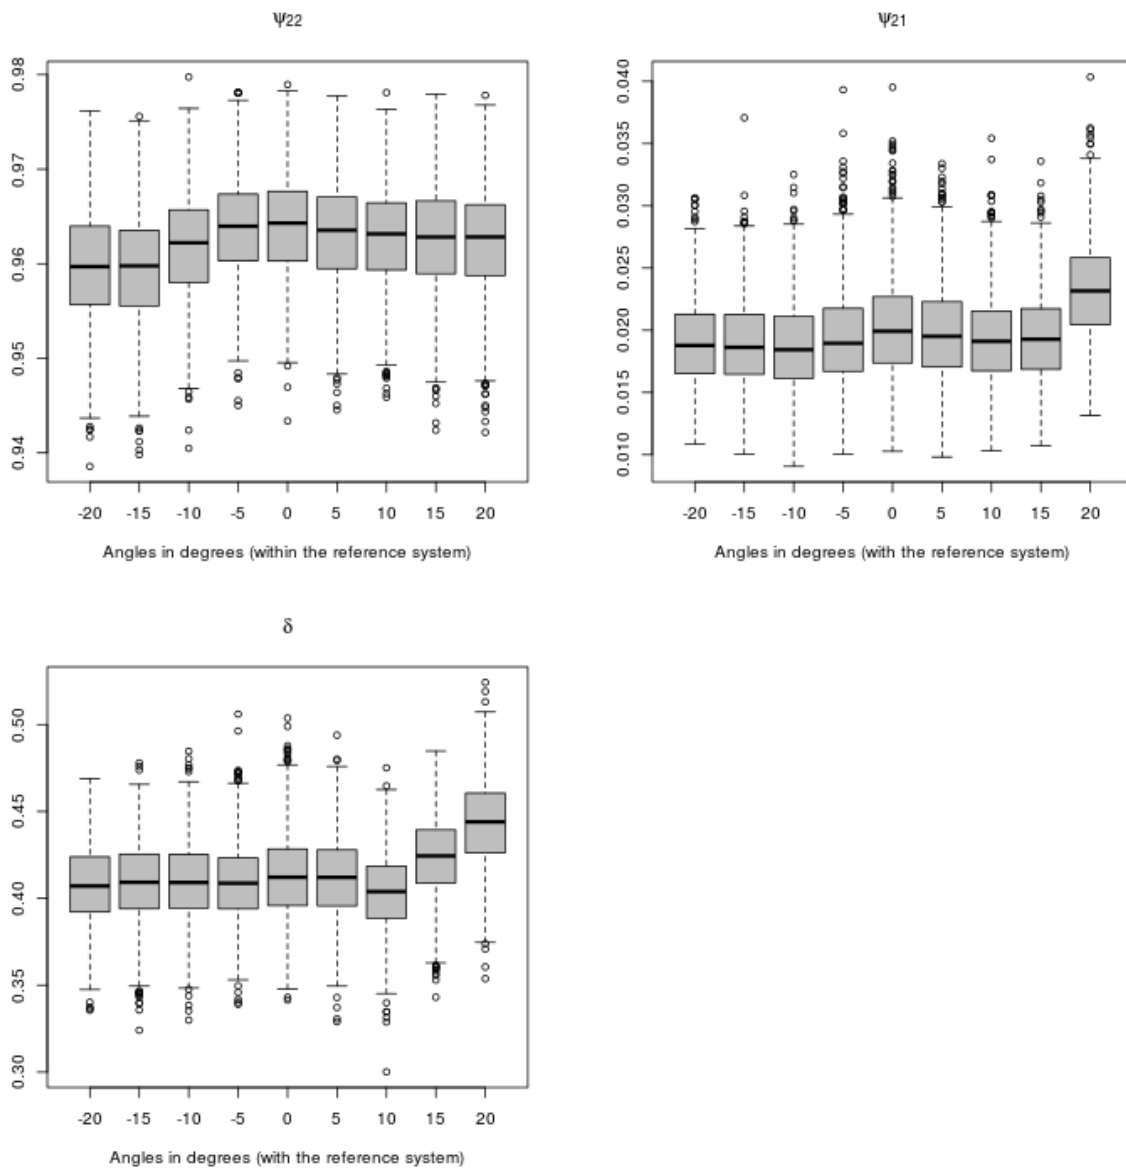 ψ22
0.98
0.97
0.96
0.95
0.94
-20 -15 -10 -5 0 5 10 15 20
Angles in degrees (within the reference system)
ψ21
0.040
0.035
0.030
0.025
0.020
0.015
0.010
-20 -15 -10 -5 0 5 10 15 20
Angles in degrees (with the reference system)
δ
0.50
0.45
0.40
0.35
0.30
-20 -15 -10 -5 0 5 10 15 20
Angles in degrees (with the reference system)